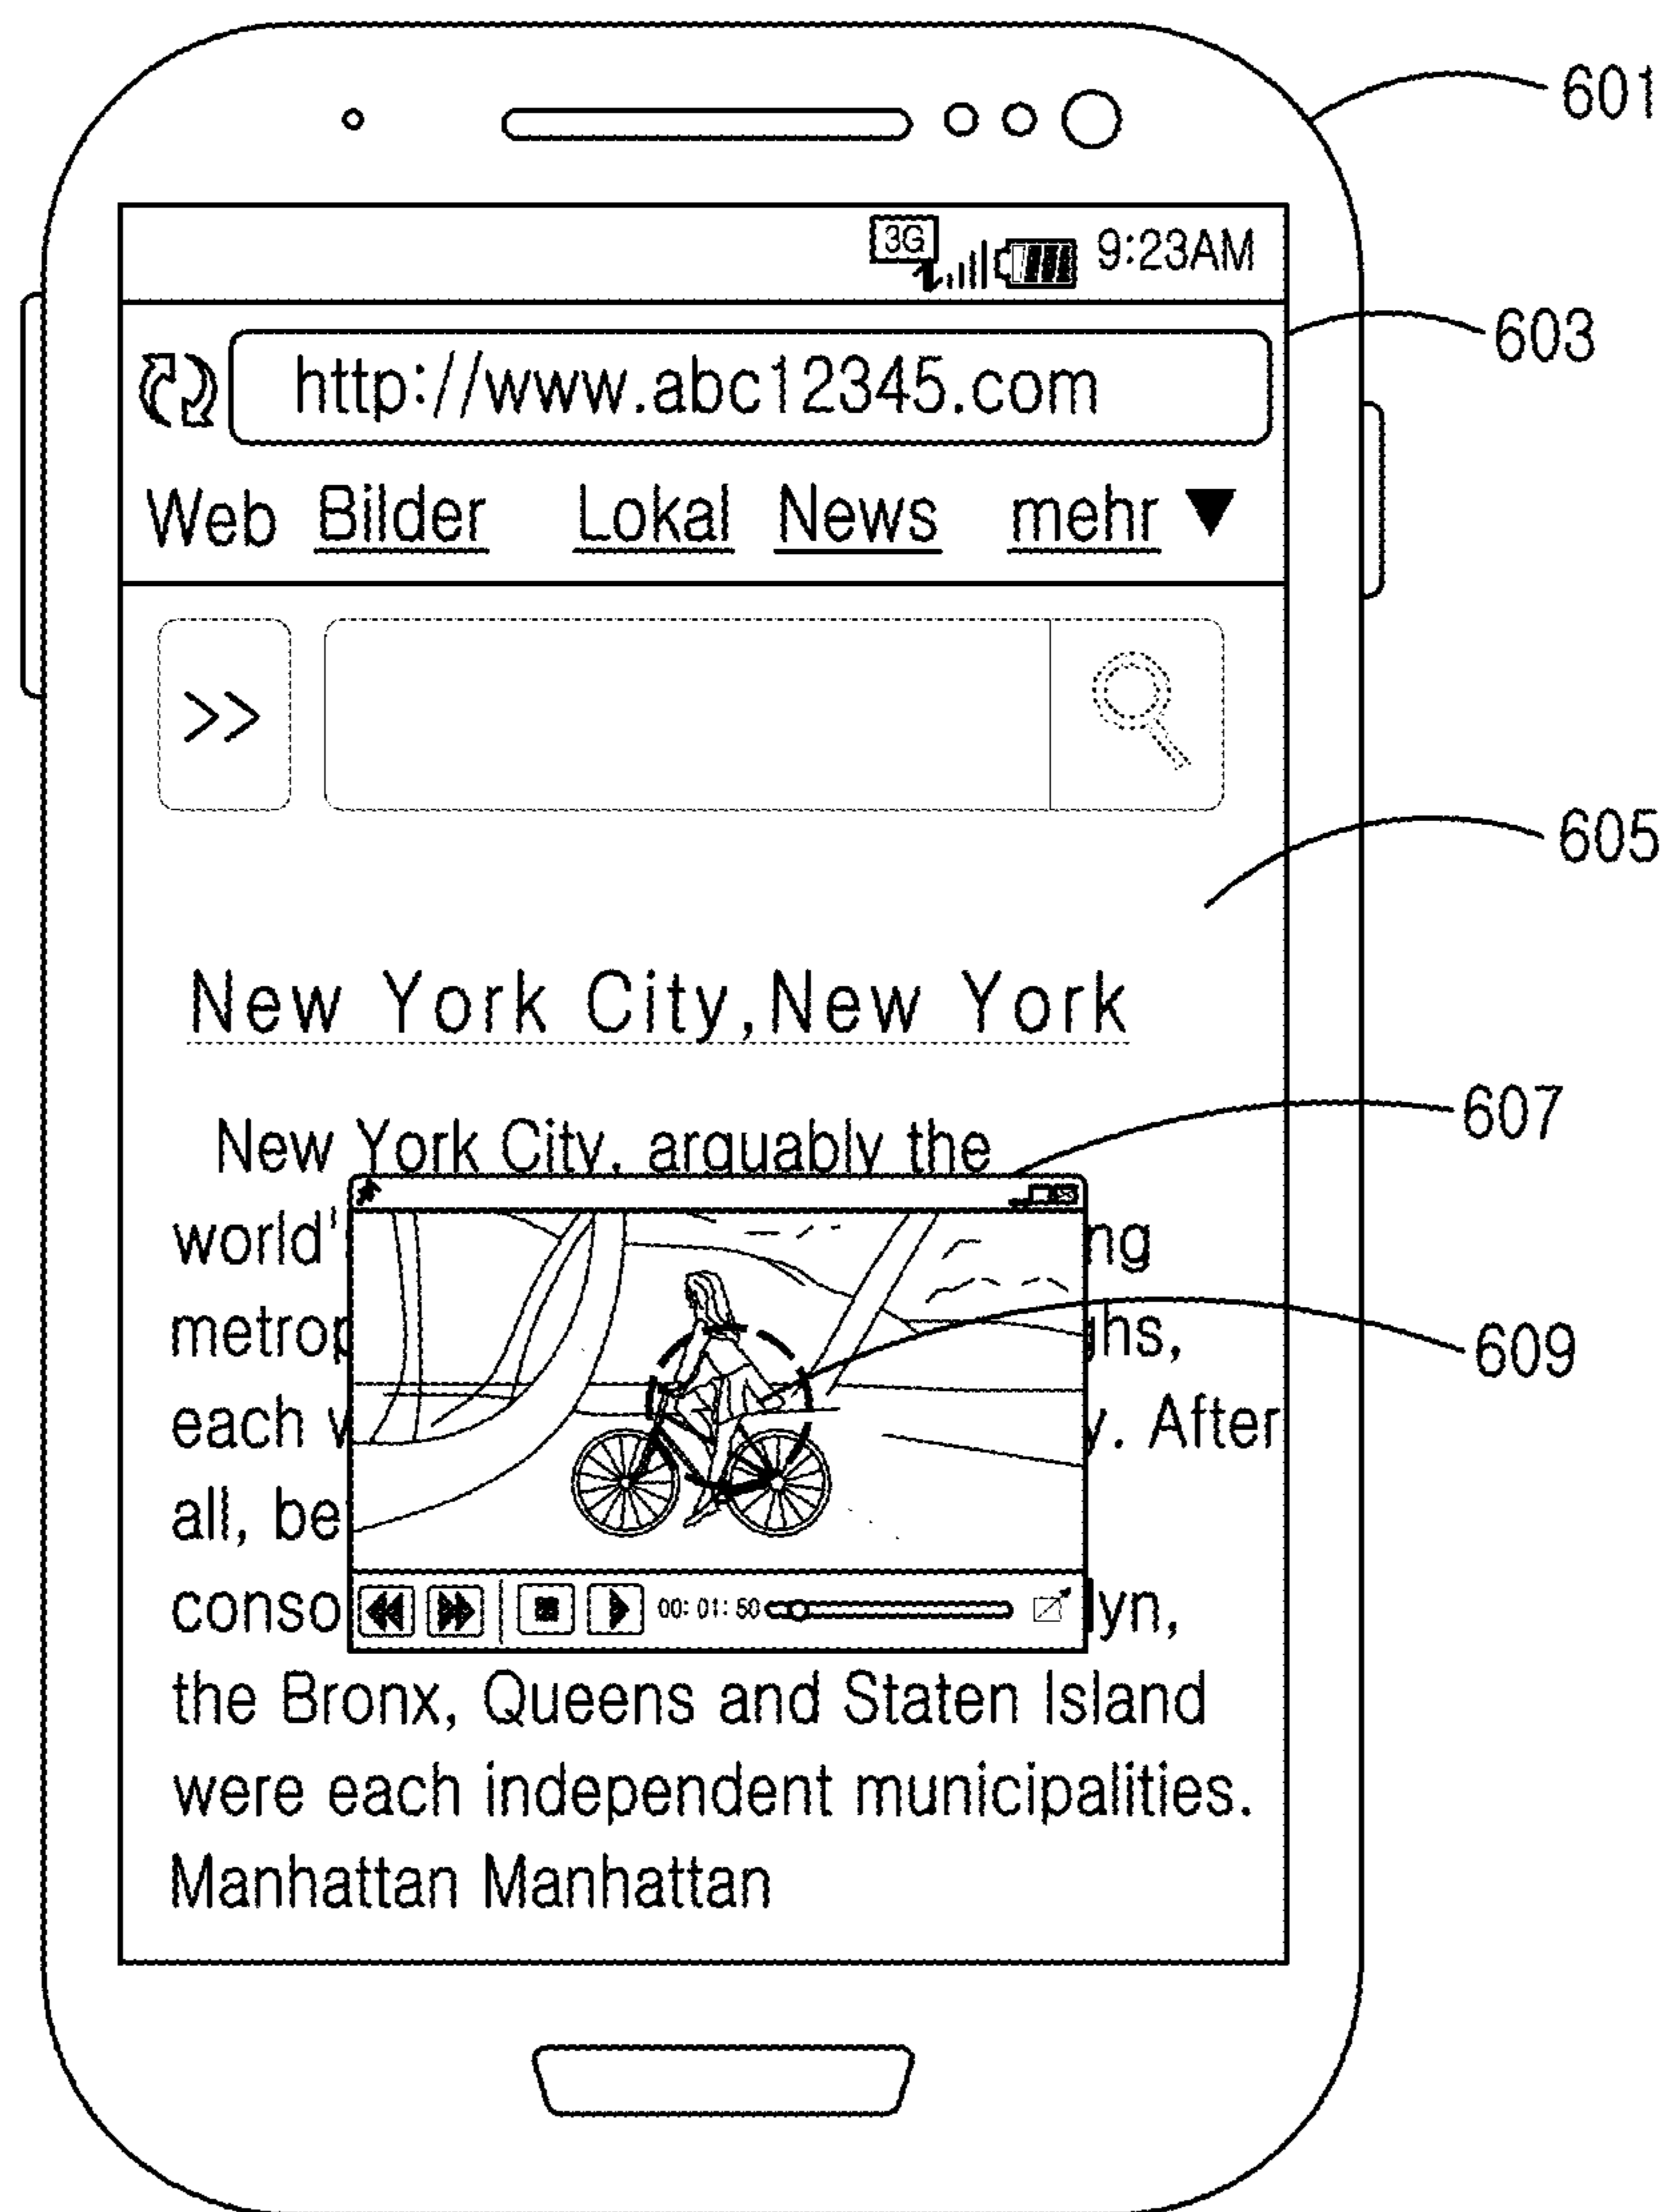 601
3G 9:23AM
603
http://www.abc12345.com
Web Bilder Lokal News mehr
>>
605
New York City,New York
607
New York City, arguably the
world' ng
metrop hs,
609
each y. After
all, be
conso lyn,
00: 01: 50
the Bronx, Queens and Staten Island
were each independent municipalities.
Manhattan Manhattan